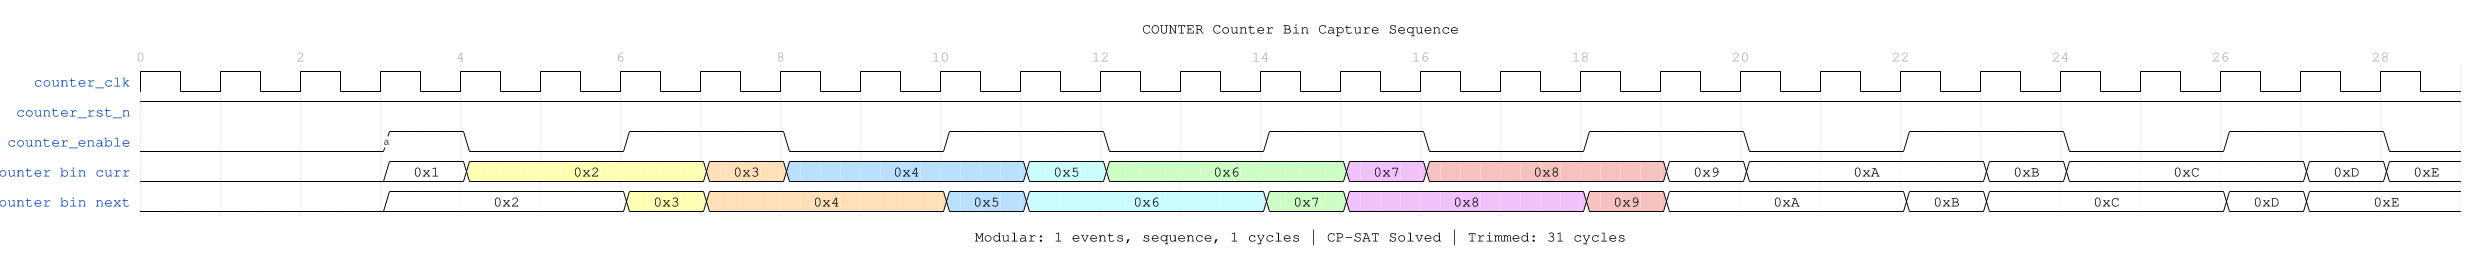 COUNTER Counter Bin Capture Sequence
0 2 4 6 8 10 12 14 16 18 20 22 24 26 28
counter_clk
counter_rst_n
counter_enable a
ounter bin curr 0x1 0x2 0x3 0x4 0x5 0x6 0x7 0x8 0x9 0xA 0xB 0xC 0xD 0xE
ounter bin next 0x2 0x3 0x4 0x5 0x6 0x7 0x8 0x9 0xA 0xB 0xC 0xD 0xE
Modular: 1 events, sequence, 1 cycles | CP-SAT Solved | Trimmed: 31 cycles